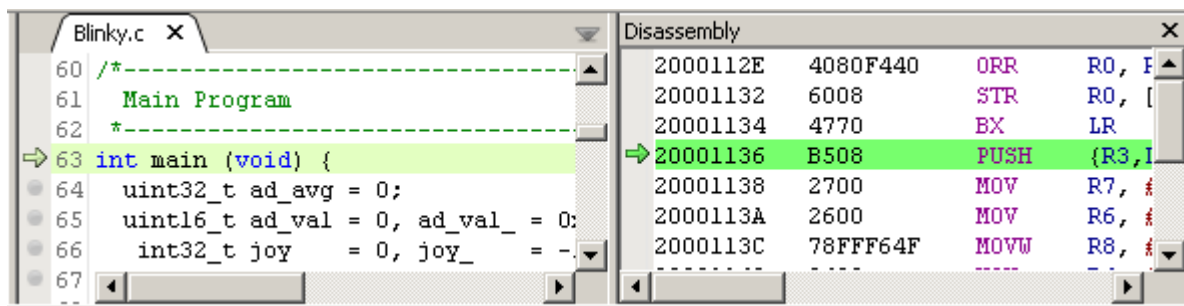 Blinky.c
60 /*----------------------------------
61 Main Program
62 *----------------------------------
63 int main (void) {
64 uint32_t ad_avg = 0;
65 uint16_t ad_val = 0, ad_val_ = 0
66 int32_t joy = 0, joy_ = -
67
Disassembly
2000112E 4080F440 ORR R0,
20001132 6008 STR R0, [
20001134 4770 BX LR
20001136 B508 PUSH {R3,
20001138 2700 MOV R7, #
2000113A 2600 MOV R6, #
2000113C 78FFF64F MOVW R8, #